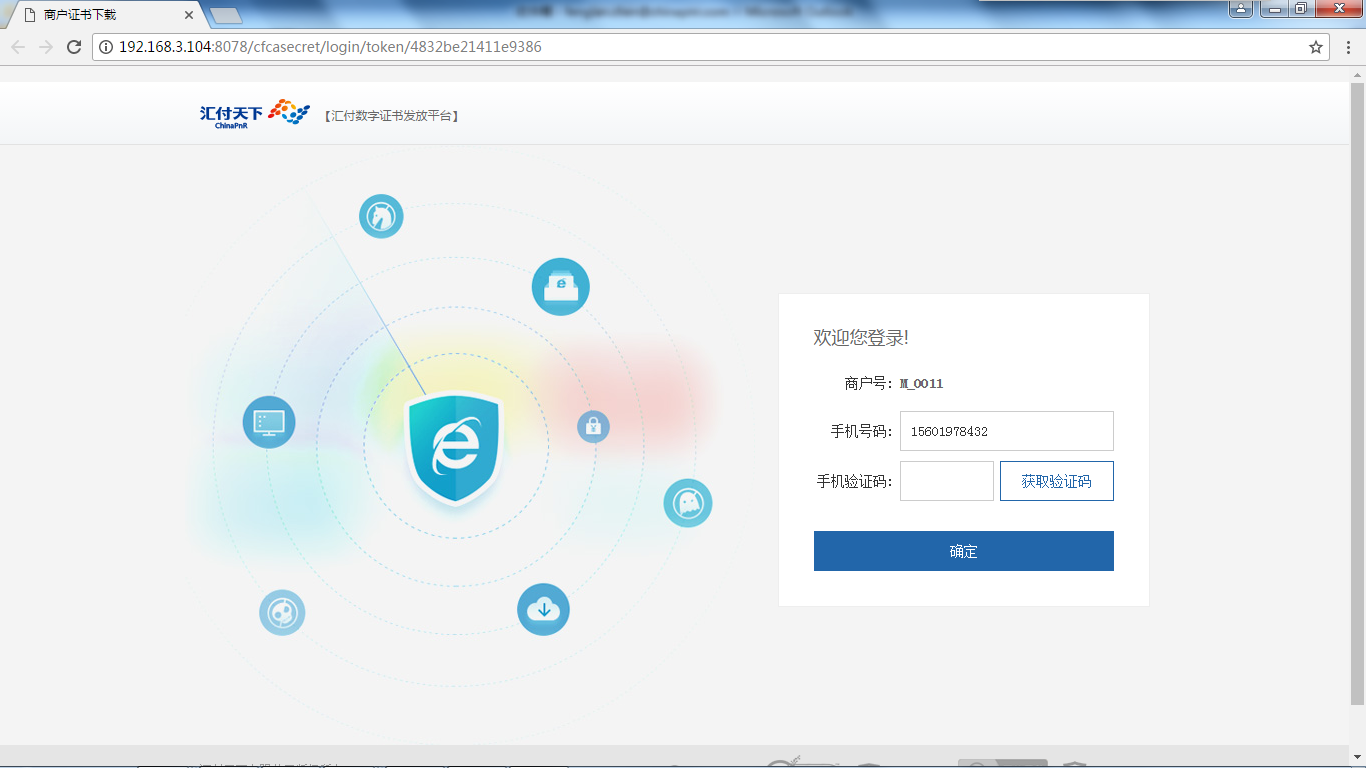 商户证书下载
192.168.3.104:8078/cfcasecret/login/token/4832be21411e9386
汇付天下
ChinaPnR
【汇付数字证书发放平台】
欢迎您登录!
商户号: M_0011
手机号码: 15601978432
手机验证码: 获取验证码
确定